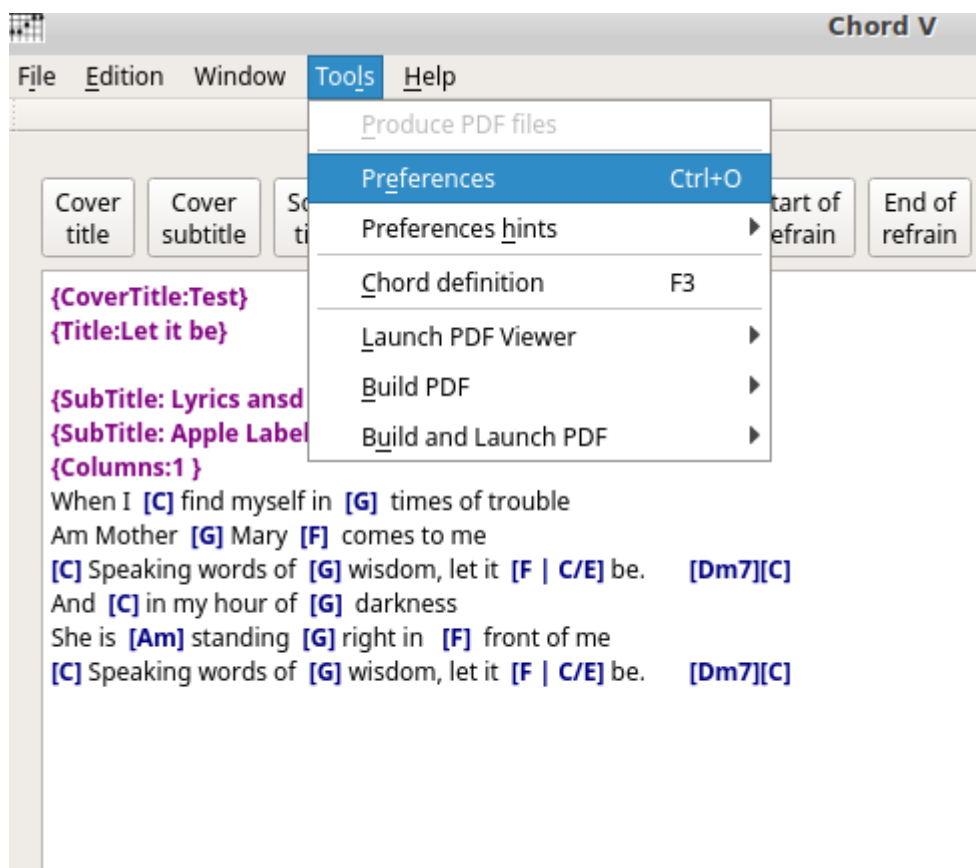 Chord V
File Edition Window Tools Help
Produce PDF files
Preferences Ctrl+O
Preferences hints
Chord definition F3
Launch PDF Viewer
Build PDF
Build and Launch PDF
Cover title
Cover subtitle
End of refrain
{CoverTitle:Test}
{Title:Let it be}
{SubTitle: Lyrics ansd
{SubTitle: Apple Label
{Columns:1 }
When I [C] find myself in [G] times of trouble
Am Mother [G] Mary [F] comes to me
[C] Speaking words of [G] wisdom, let it [F | C/E] be. [Dm7][C]
And [C] in my hour of [G] darkness
She is [Am] standing [G] right in [F] front of me
[C] Speaking words of [G] wisdom, let it [F | C/E] be. [Dm7][C]